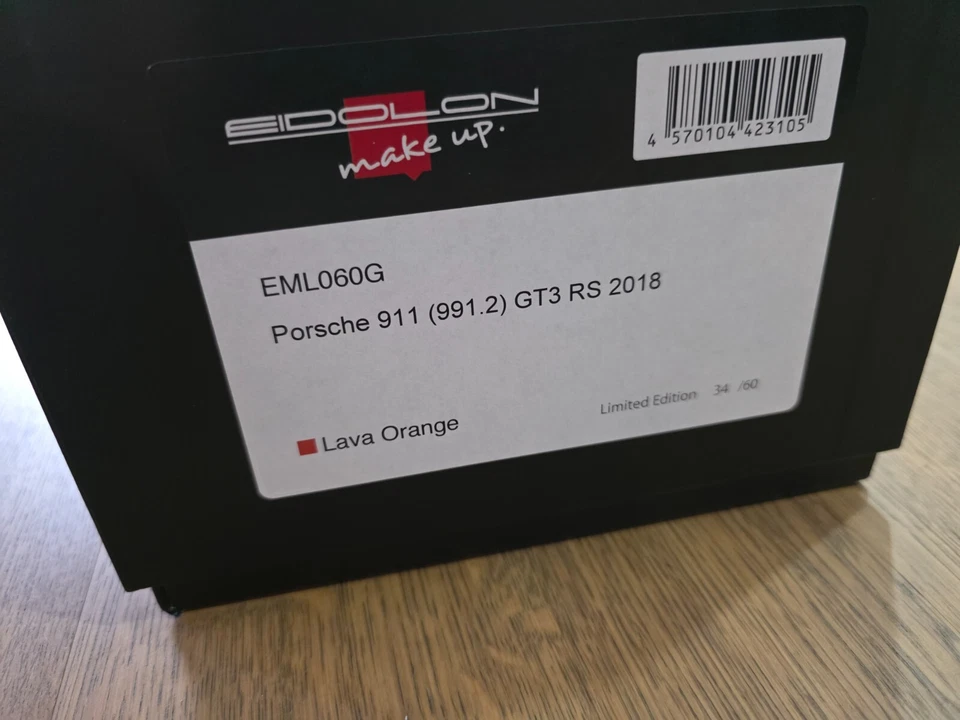 EIDOLON
make up.
4 570104 423105
EML060G
Porsche 911 (991.2) GT3 RS 2018
Lava Orange
Limited Edition 34 /60